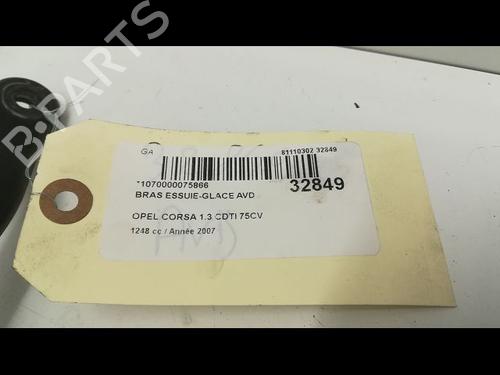 B-PARTS
GA
81110302 32849
*1070000075866
32849
BRAS ESSUIE-GLACE AVD
OPEL CORSA 1.3 CDTI 75CV
1248 cc / Année 2007